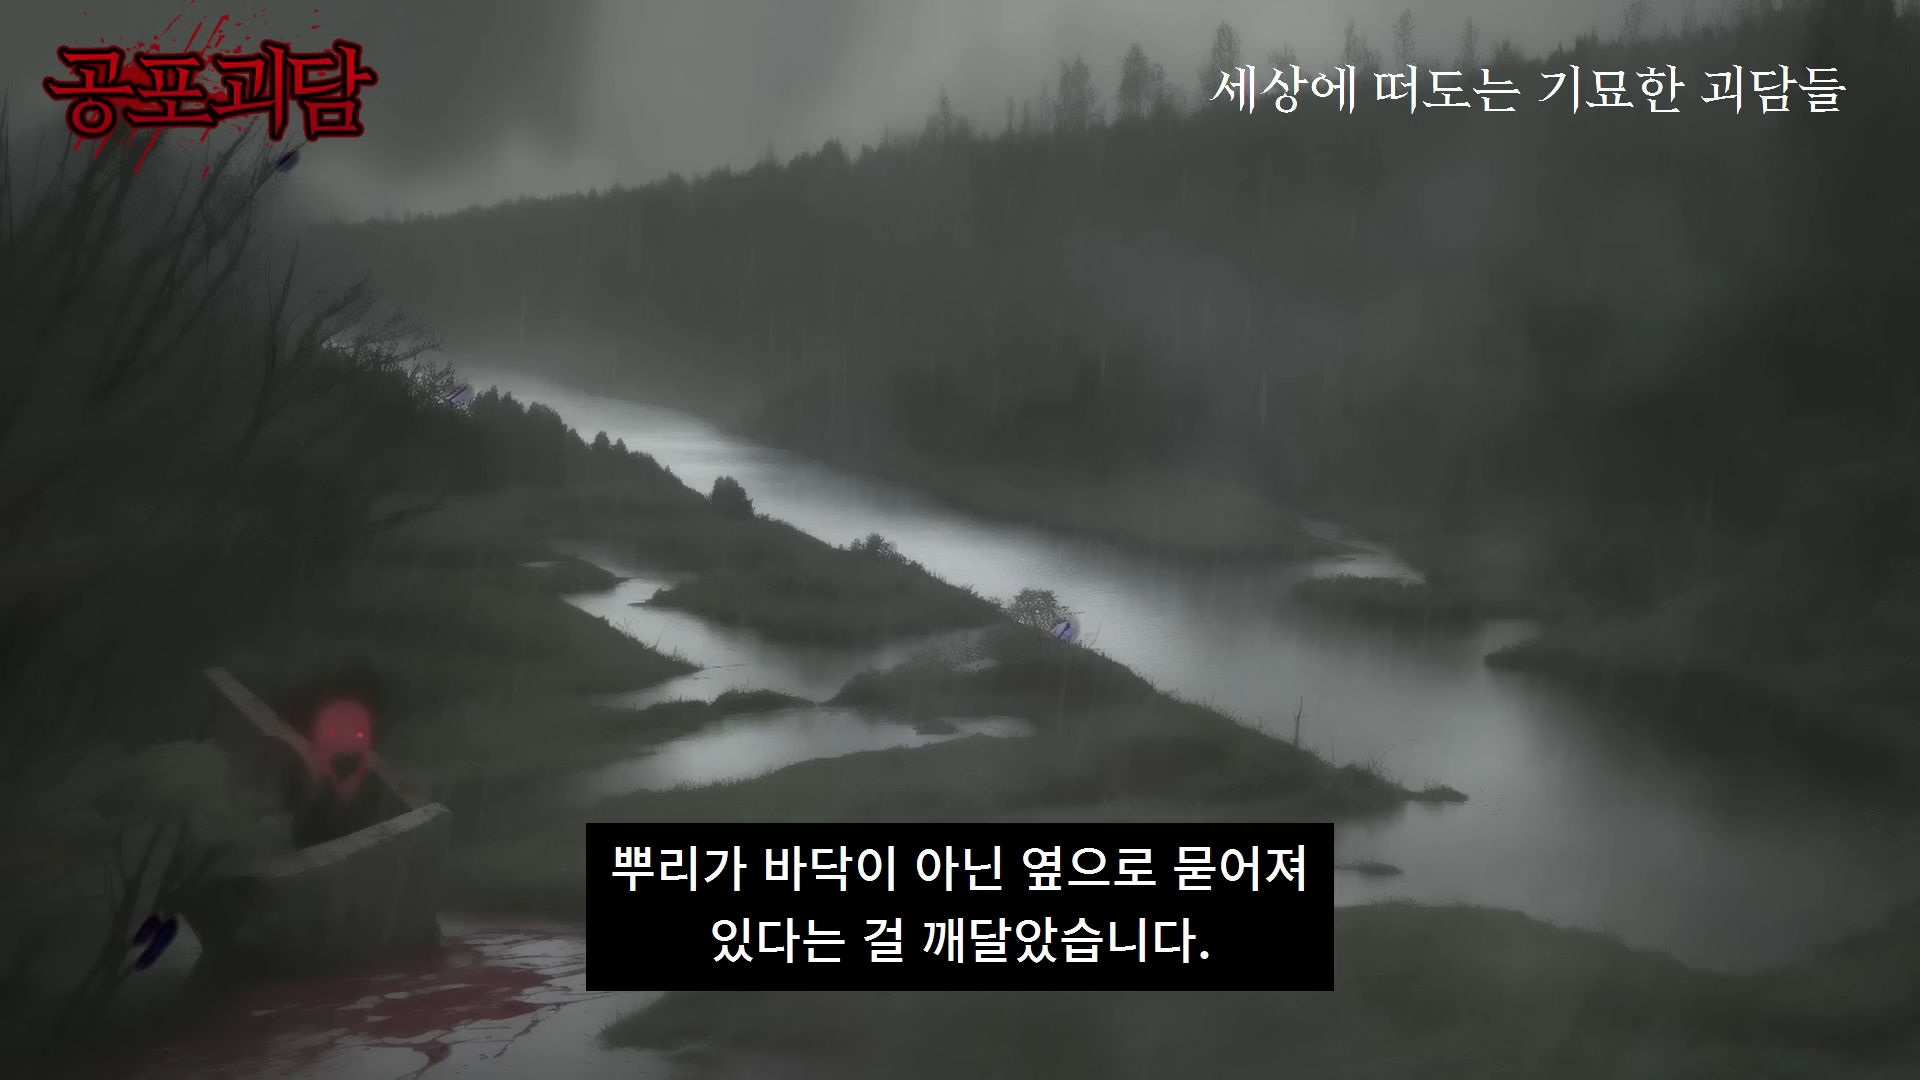 공포괴담
세상에 떠도는 기묘한 괴담들
뿌리가 바닥이 아닌 옆으로 묻어져
있다는 걸 깨달았습니다.